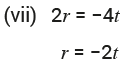 (vii) 2r = −4t
r = −2t